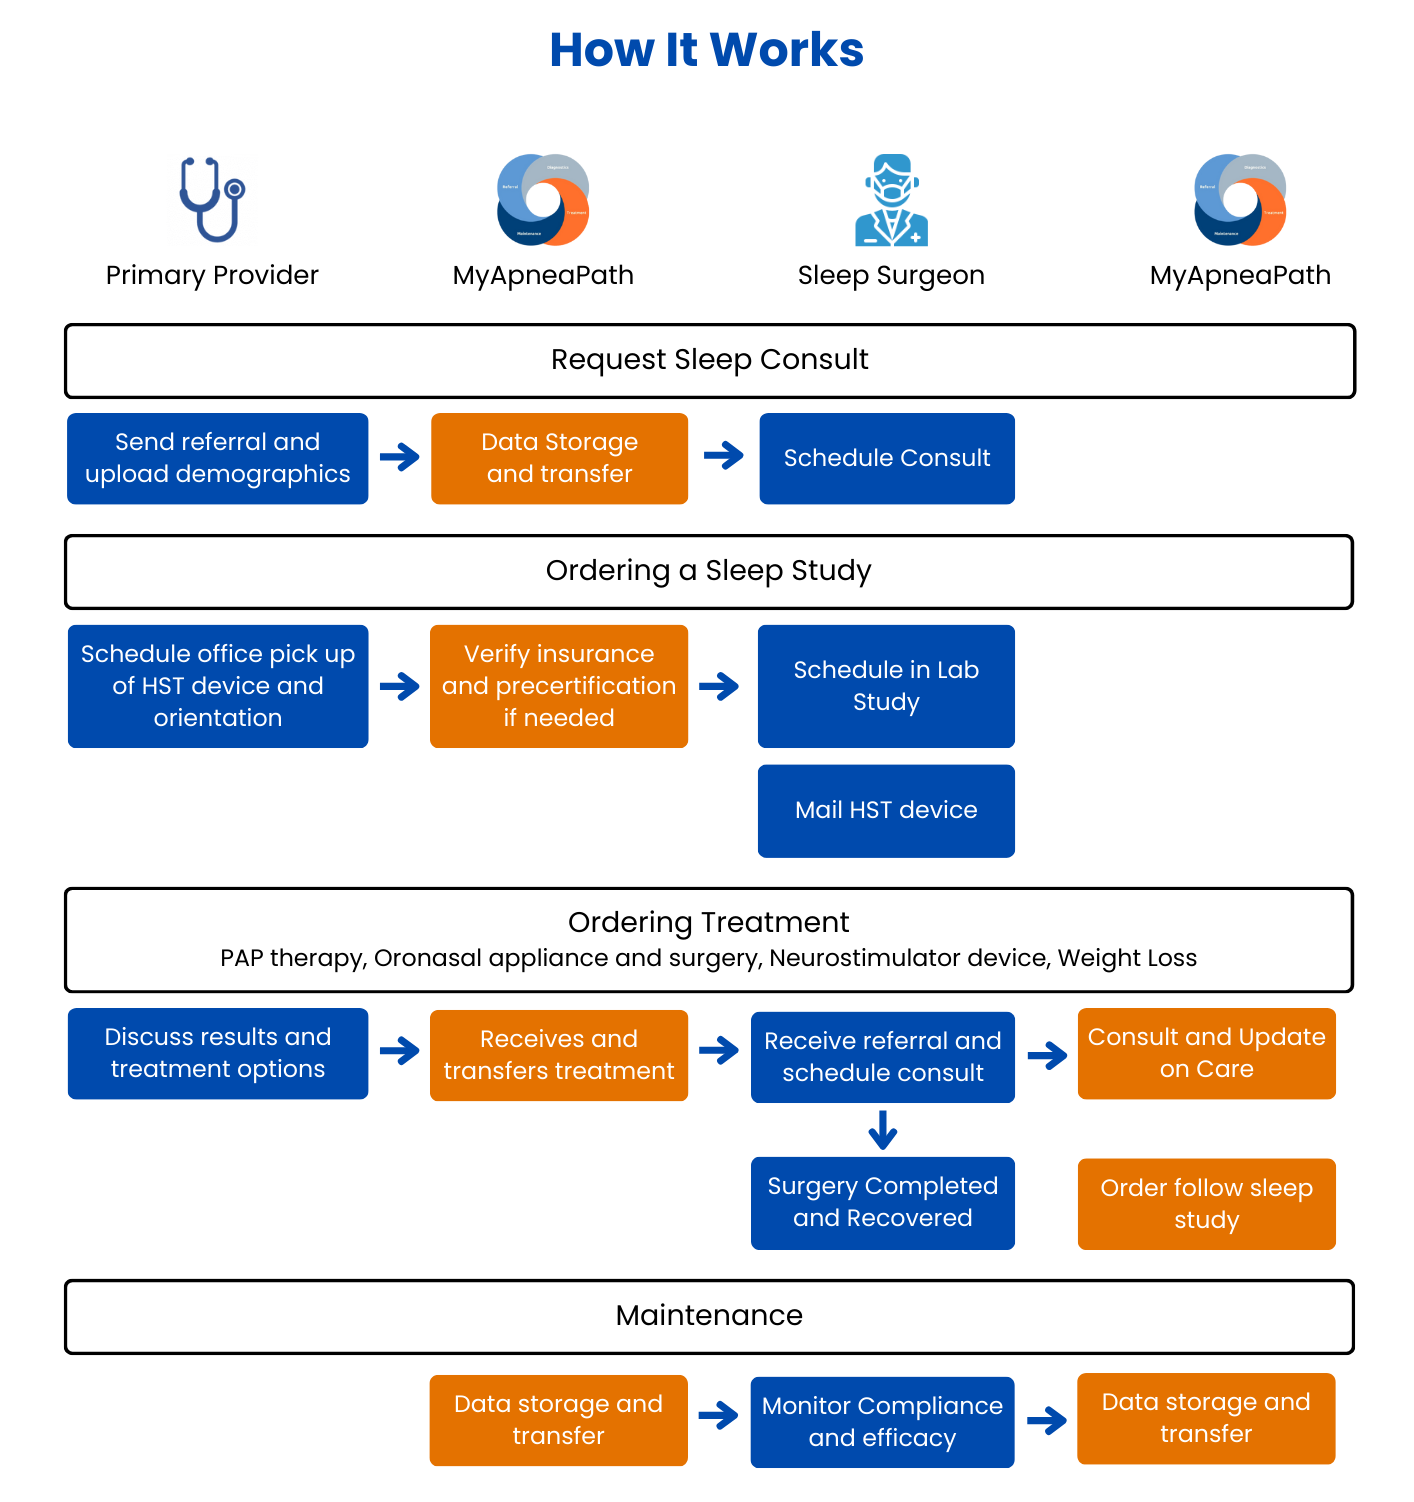 How It Works
Referral
Diagnostics
Treatment
Maintenance
Referral
Diagnostics
Treatment
Maintenance
Primary Provider
MyApneaPath
Sleep Surgeon
MyApneaPath
Request Sleep Consult
Send referral and
upload demographics
Data Storage
and transfer
Schedule Consult
Ordering a Sleep Study
Schedule office pick up
of HST device and
orientation
Verify insurance
and precertification
if needed
Schedule in Lab
Study
Mail HST device
Ordering Treatment
PAP therapy, Oronasal appliance and surgery, Neurostimulator device, Weight Loss
Discuss results and
treatment options
Receives and
transfers treatment
Receive referral and
schedule consult
Consult and Update
on Care
Surgery Completed
and Recovered
Order follow sleep
study
Maintenance
Data storage and
transfer
Monitor Compliance
and efficacy
Data storage and
transfer